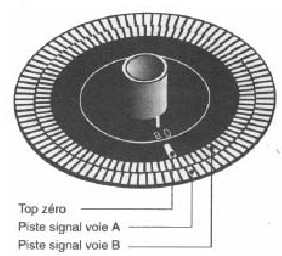 Top zéro
Piste signal voie A
Piste signal voie B